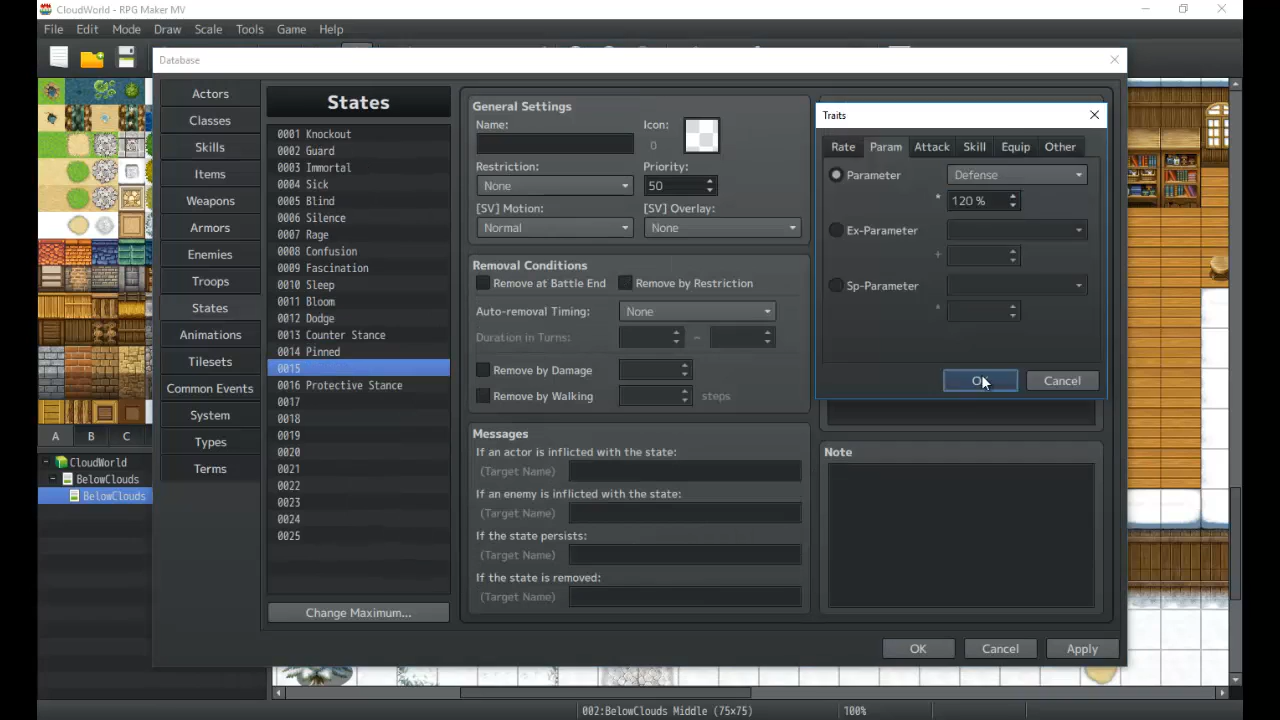 CloudWorld - RPG Maker MV
File Edit Mode Draw Scale Tools Game Help
Database
Actors
Classes
Skills
Items
Weapons
Armors
Enemies
Troops
States
Animations
Tilesets
Common Events
System
Types
Terms
States
0001 Knockout
0002 Guard
0003 Immortal
0004 Sick
0005 Blind
0006 Silence
0007 Rage
0008 Confusion
0009 Fascination
0010 Sleep
0011 Bloom
0012 Dodge
0013 Counter Stance
0014 Pinned
0015
0016 Protective Stance
0017
0018
0019
0020
0021
0022
0023
0024
0025
Change Maximum...
General Settings
Name: Icon:
0
Restriction: Priority:
None 50
[SV] Motion: [SV] Overlay:
Normal None
Removal Conditions
Remove at Battle End Remove by Restriction
Auto-removal Timing: None
Duration in Turns: ~
Remove by Damage
Remove by Walking steps
Messages
If an actor is inflicted with the state:
(Target Name)
If an enemy is inflicted with the state:
(Target Name)
If the state persists:
(Target Name)
If the state is removed:
(Target Name)
Traits
Rate Param Attack Skill Equip Other
Parameter Defense
* 120 %
Ex-Parameter
+
Sp-Parameter
*
OK Cancel
Note
OK Cancel Apply
A B C
CloudWorld
BelowClouds
BelowClouds
002:BelowClouds Middle (75x75) 100%